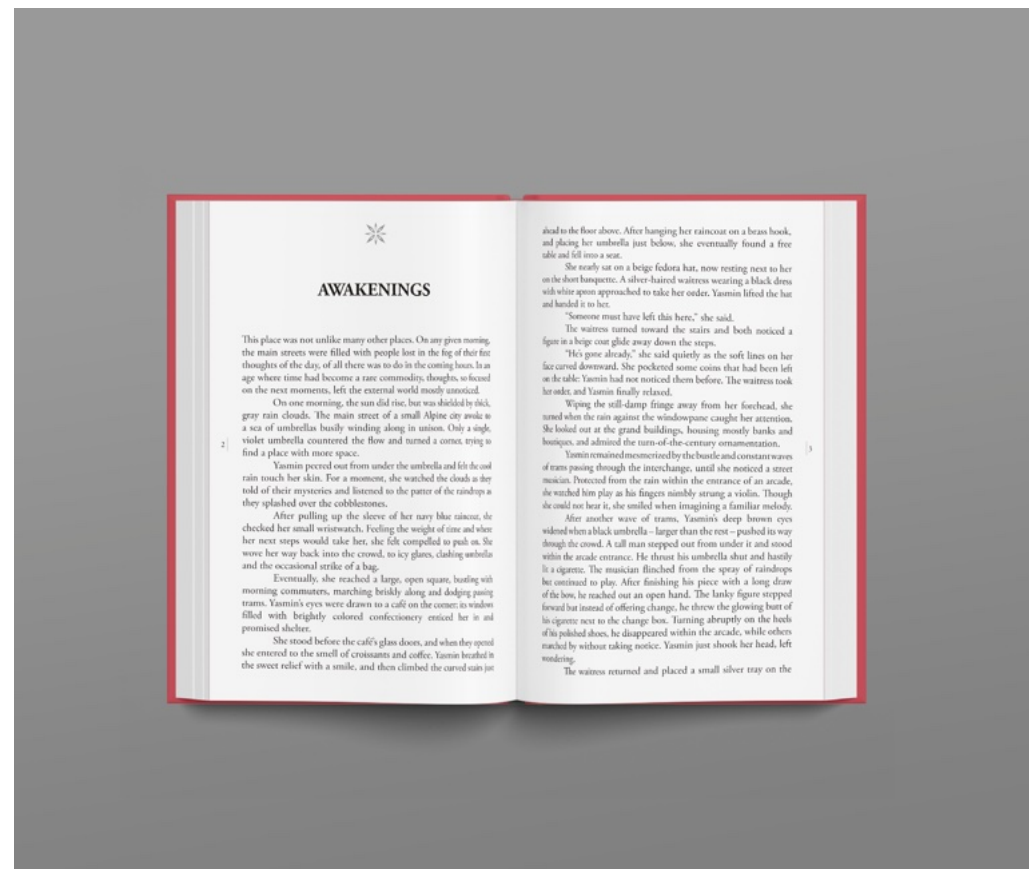 AWAKENINGS
This place was not unlike many other places. On any given morning,
the main streets were filled with people lost in the fog of their first
thoughts of the day, of all there was to do in the coming hours. In an
age where time had become a rare commodity, thoughts, so focused
on the next moments, left the external world mostly unnoticed.
On one morning, the sun did rise, but was shielded by thick,
gray rain clouds. The main street of a small Alpine city awoke to
a sea of umbrellas busily winding along in unison. Only a single,
violet umbrella countered the flow and turned a corner, trying to
find a place with more space.
Yasmin peered out from under the umbrella and felt the cool
rain touch her skin. For a moment, she watched the clouds as they
told of their mysteries and listened to the patter of the raindrops as
they splashed over the cobblestones.
After pulling up the sleeve of her navy blue raincoat, she
checked her small wristwatch. Feeling the weight of time and where
her next steps would take her, she felt compelled to push on. She
wove her way back into the crowd, to icy glares, clashing umbrellas
and the occasional strike of a bag.
Eventually, she reached a large, open square, bustling with
morning commuters, marching briskly along and dodging passing
trams. Yasmin's eyes were drawn to a café on the corner; its windows
filled with brightly colored confectionery enticed her in and
promised shelter.
She stood before the café's glass doors, and when they opened
she entered to the smell of croissants and coffee. Yasmin breathed in
the sweet relief with a smile, and then climbed the curved stairs just
2
ahead to the floor above. After hanging her raincoat on a brass hook,
and placing her umbrella just below, she eventually found a free
table and fell into a seat.
She nearly sat on a beige fedora hat, now resting next to her
on the short banquette. A silver-haired waitress wearing a black dress
with white apron approached to take her order. Yasmin lifted the hat
and handed it to her.
"Someone must have left this here," she said.
The waitress turned toward the stairs and both noticed a
figure in a beige coat glide away down the steps.
"He's gone already," she said quietly as the soft lines on her
face curved downward. She pocketed some coins that had been left
on the table; Yasmin had not noticed them before. The waitress took
her order, and Yasmin finally relaxed.
Wiping the still-damp fringe away from her forehead, she
turned when the rain against the windowpane caught her attention.
She looked out at the grand buildings, housing mostly banks and
boutiques, and admired the turn-of-the-century ornamentation.
Yasmin remained mesmerized by the bustle and constant waves
of trams passing through the interchange, until she noticed a street
musician. Protected from the rain within the entrance of an arcade,
she watched him play as his fingers nimbly strung a violin. Though
she could not hear it, she smiled when imagining a familiar melody.
After another wave of trams, Yasmin's deep brown eyes
widened when a black umbrella – larger than the rest – pushed its way
through the crowd. A tall man stepped out from under it and stood
within the arcade entrance. He thrust his umbrella shut and hastily
lit a cigarette. The musician flinched from the spray of raindrops
but continued to play. After finishing his piece with a long draw
of the bow, he reached out an open hand. The lanky figure stepped
forward but instead of offering change, he threw the glowing butt of
his cigarette next to the change box. Turning abruptly on the heels
of his polished shoes, he disappeared within the arcade, while others
marched by without taking notice. Yasmin just shook her head, left
wondering.
The waitress returned and placed a small silver tray on the
3